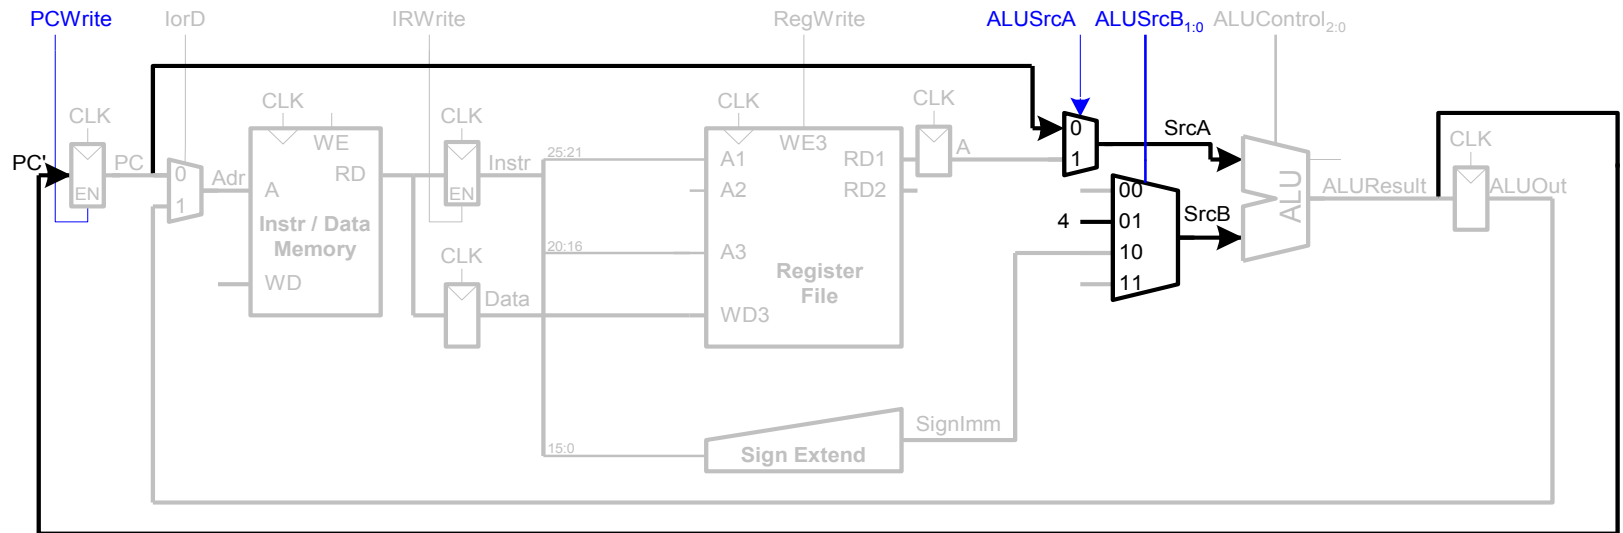 PCWrite IorD IRWrite RegWrite ALUSrcA ALUSrcB1:0 ALUControl2:0
CLK CLK CLK CLK CLK CLK
PC' EN PC 0 1 Adr
WE A RD Instr / Data Memory WD
EN Instr
CLK Data
25:21
20:16
15:0
WE3 A1 RD1 A2 RD2 A3 Register File WD3
A
0 1 SrcA
00
4 01 SrcB
10
11
ALU ALUResult ALUOut
Sign Extend SignImm